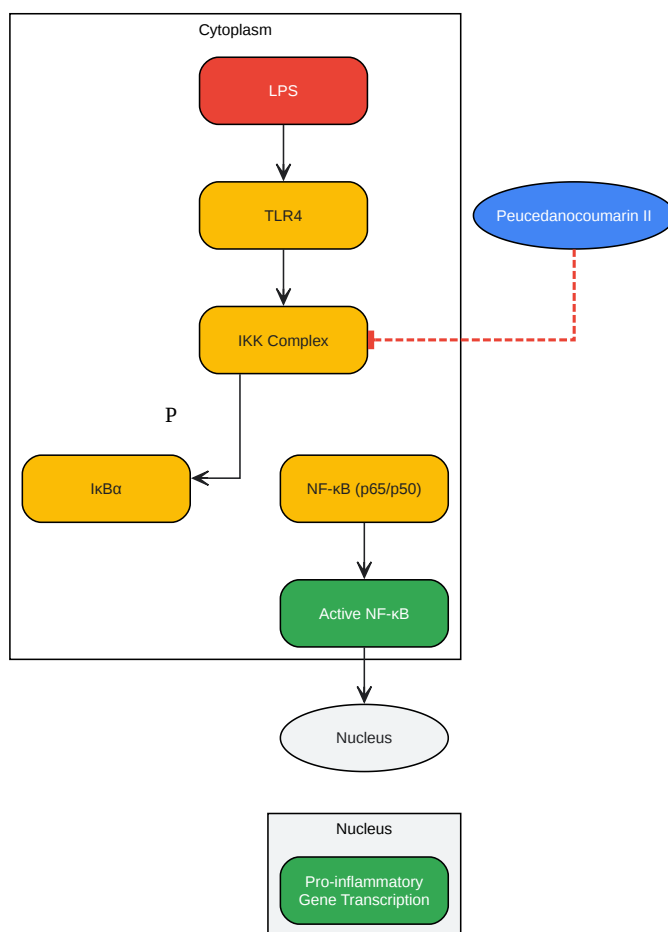 Cytoplasm
LPS
TLR4
Peucedanocoumarin II
IKK Complex
P
IκBα
NF-κB (p65/p50)
Active NF-κB
Nucleus
Nucleus
Pro-inflammatory
Gene Transcription